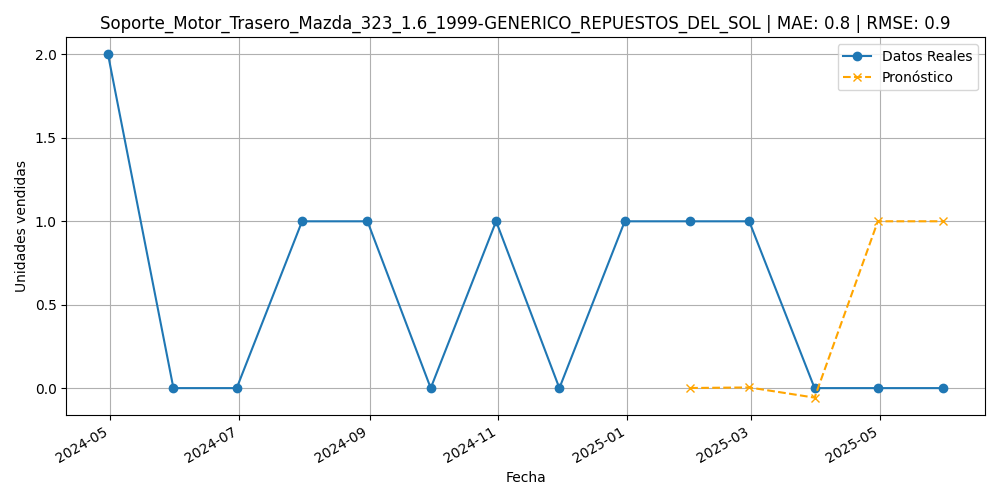 Soporte_Motor_Trasero_Mazda_323_1.6_1999-GENERICO_REPUESTOS_DEL_SOL | MAE: 0.8 | RMSE: 0.9
Datos Reales
Pronóstico
2.0
1.5
1.0
0.5
0.0
Unidades vendidas
2024-05
2024-07
2024-09
2024-11
2025-01
2025-03
2025-05
Fecha